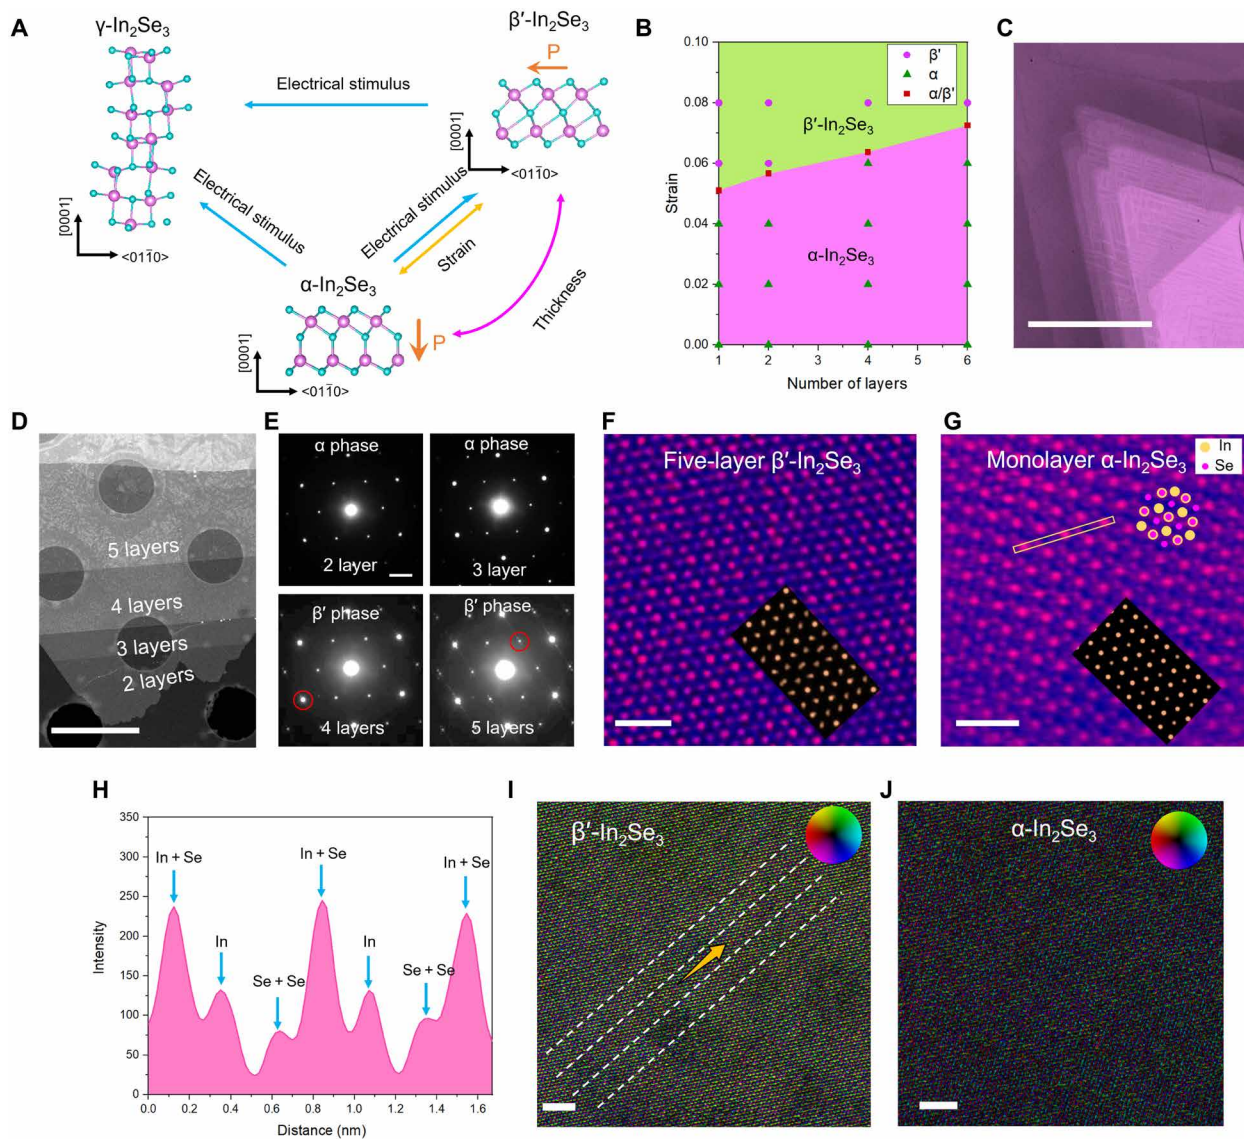 A
γ-In₂Se₃
β′-In₂Se₃
P
Electrical stimulus
[0001]
<011̅0>
[0001]
<011̅0>
Electrical stimulus
Electrical stimulus
Strain
Thickness
α-In₂Se₃
P
[0001]
<011̅0>
B
0.10
0.08
0.06
0.04
0.02
0.00
Strain
β'
α
α/β'
β′-In₂Se₃
α-In₂Se₃
1
2
3
4
5
6
Number of layers
C
D
5 layers
4 layers
3 layers
2 layers
E
α phase
2 layer
α phase
3 layer
β′ phase
4 layers
β′ phase
5 layers
F
Five-layer β′-In₂Se₃
G
Monolayer α-In₂Se₃
In
Se
H
350
300
250
200
150
100
50
0
Intensity
In + Se
In
Se + Se
In + Se
In
Se + Se
In + Se
0.0
0.2
0.4
0.6
0.8
1.0
1.2
1.4
1.6
Distance (nm)
I
β′-In₂Se₃
J
α-In₂Se₃